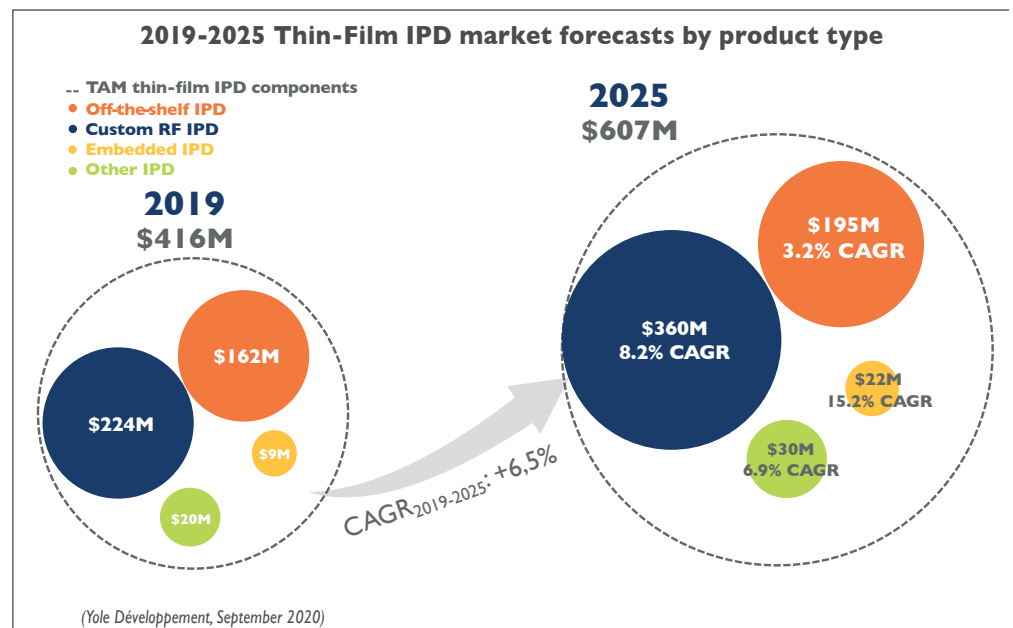 2019-2025 Thin-Film IPD market forecasts by product type
-- TAM thin-film IPD components
• Off-the-shelf IPD
• Custom RF IPD
• Embedded IPD
• Other IPD
2019
$416M
$162M
$224M
$9M
$20M
CAGR2019-2025: +6,5%
2025
$607M
$195M
3.2% CAGR
$360M
8.2% CAGR
$22M
15.2% CAGR
$30M
6.9% CAGR
(Yole Développement, September 2020)